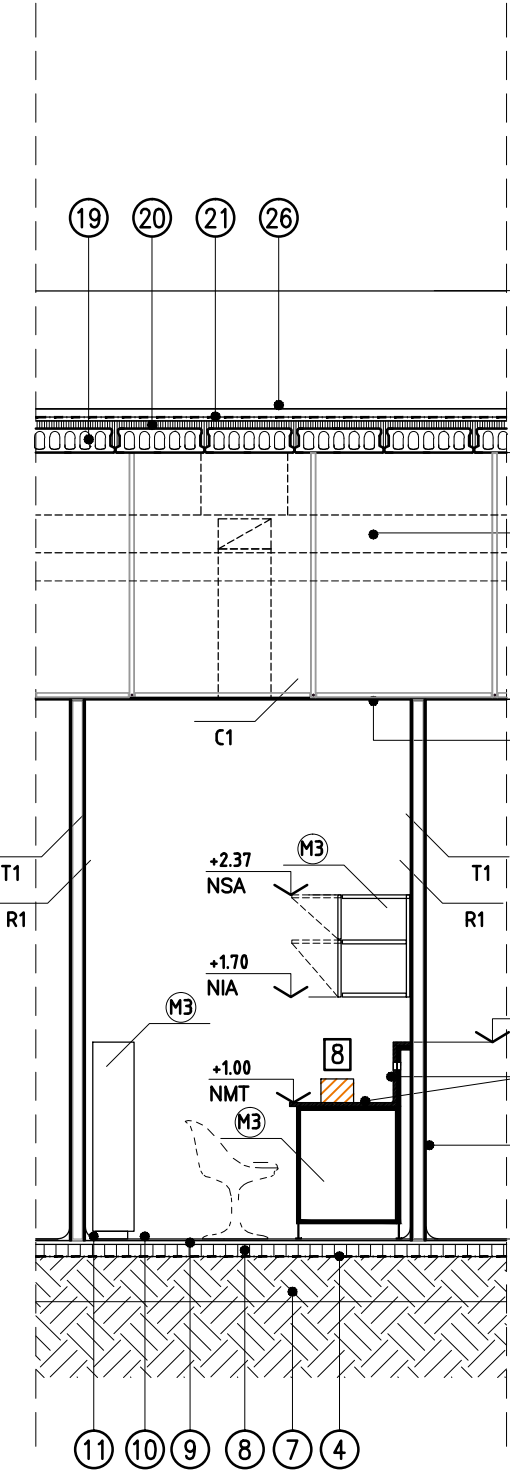 19 20 21 26
C1
T1
R1
T1
R1
+2.37
NSA
M3
+1.70
NIA
M3
8
+1.00
NMT
M3
11 10 9 8 7 4